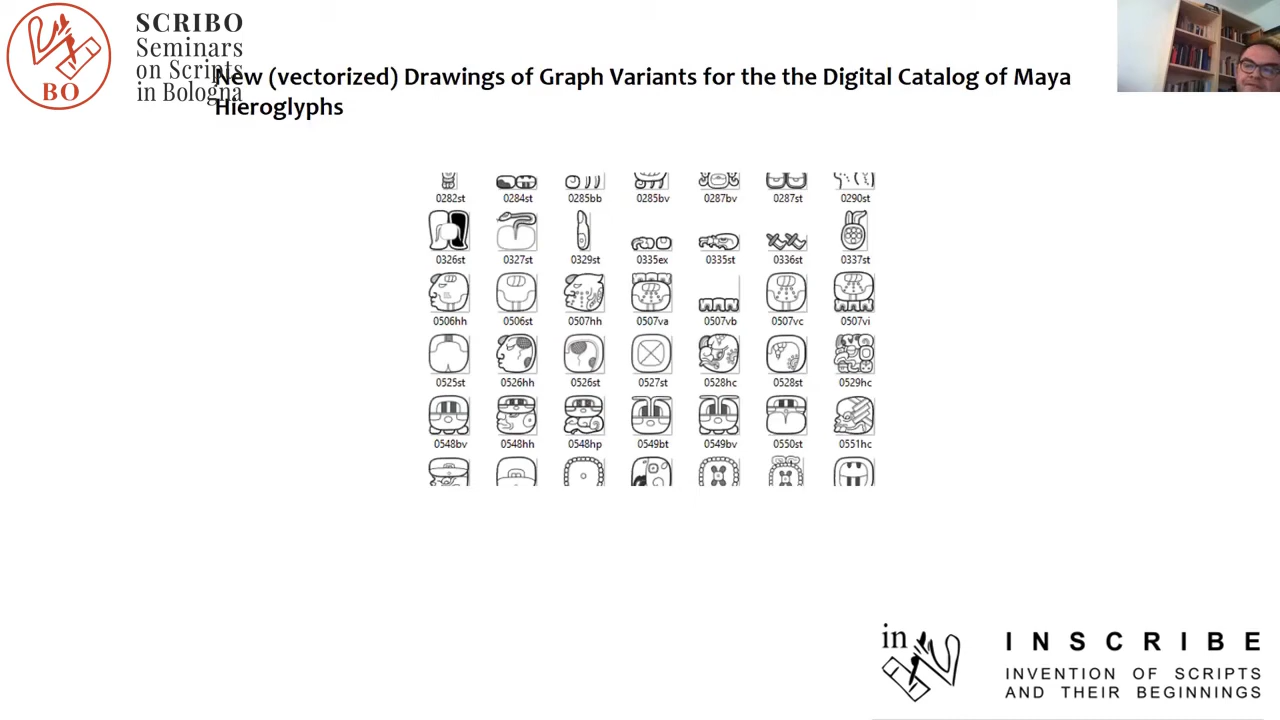 SCRIBO
Seminars
on Scripts
in Bologna
BO
New (vectorized) Drawings of Graph Variants for the the Digital Catalog of Maya
Hieroglyphs
0282st 0284st 0285bb 0285bv 0287bv 0287st 0290st
0326st 0327st 0329st 0335ex 0335st 0336st 0337st
0506hh 0506st 0507hh 0507va 0507vb 0507vc 0507vi
0525st 0526hh 0526st 0527st 0528hc 0528st 0529hc
0548bv 0548hh 0548hp 0549bt 0549bv 0550st 0551hc
in
INSCRIBE
INVENTION OF SCRIPTS
AND THEIR BEGINNINGS